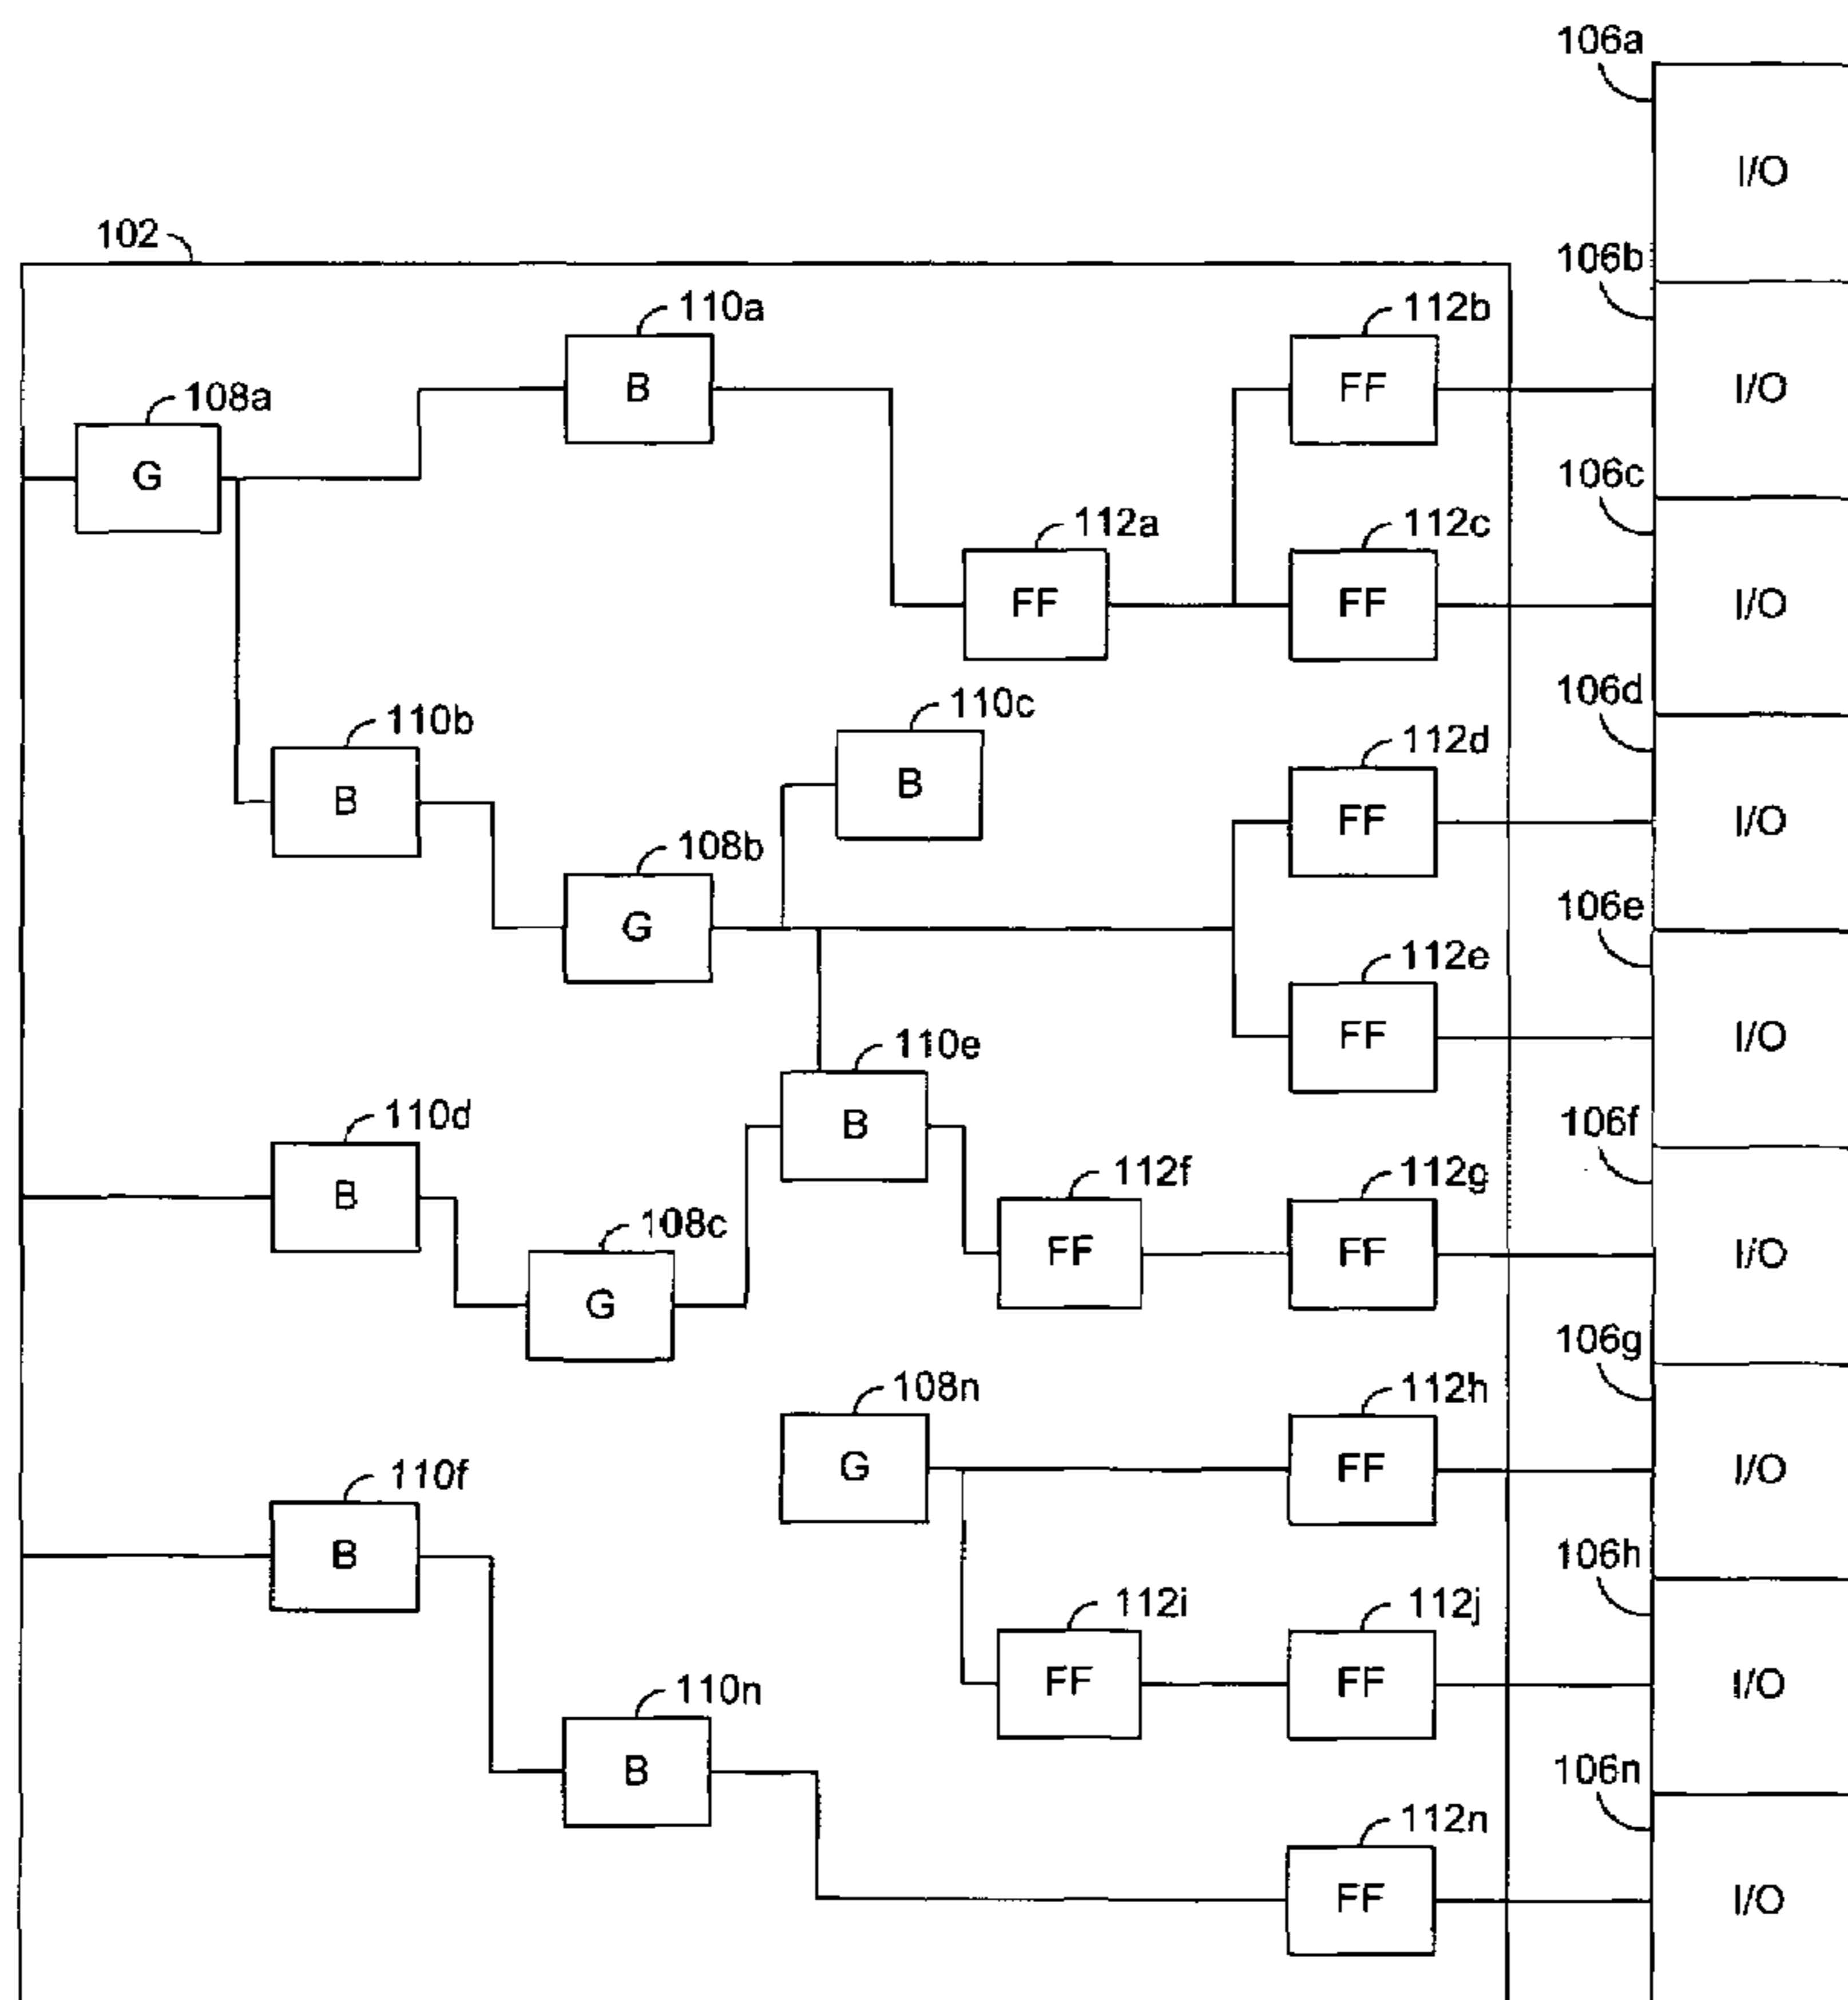 106a
I/O
102
106b
110a
112b
B
FF
I/O
108a
G
106c
112a
112c
FF
FF
I/O
110b
110c
106d
112d
B
B
FF
I/O
108b
G
106e
112e
FF
I/O
110e
110d
B
106f
B
112f
112g
108c
FF
FF
I/O
G
106g
108n
112h
G
FF
I/O
110f
106h
B
112i
112j
FF
FF
I/O
110n
106n
B
112n
FF
I/O